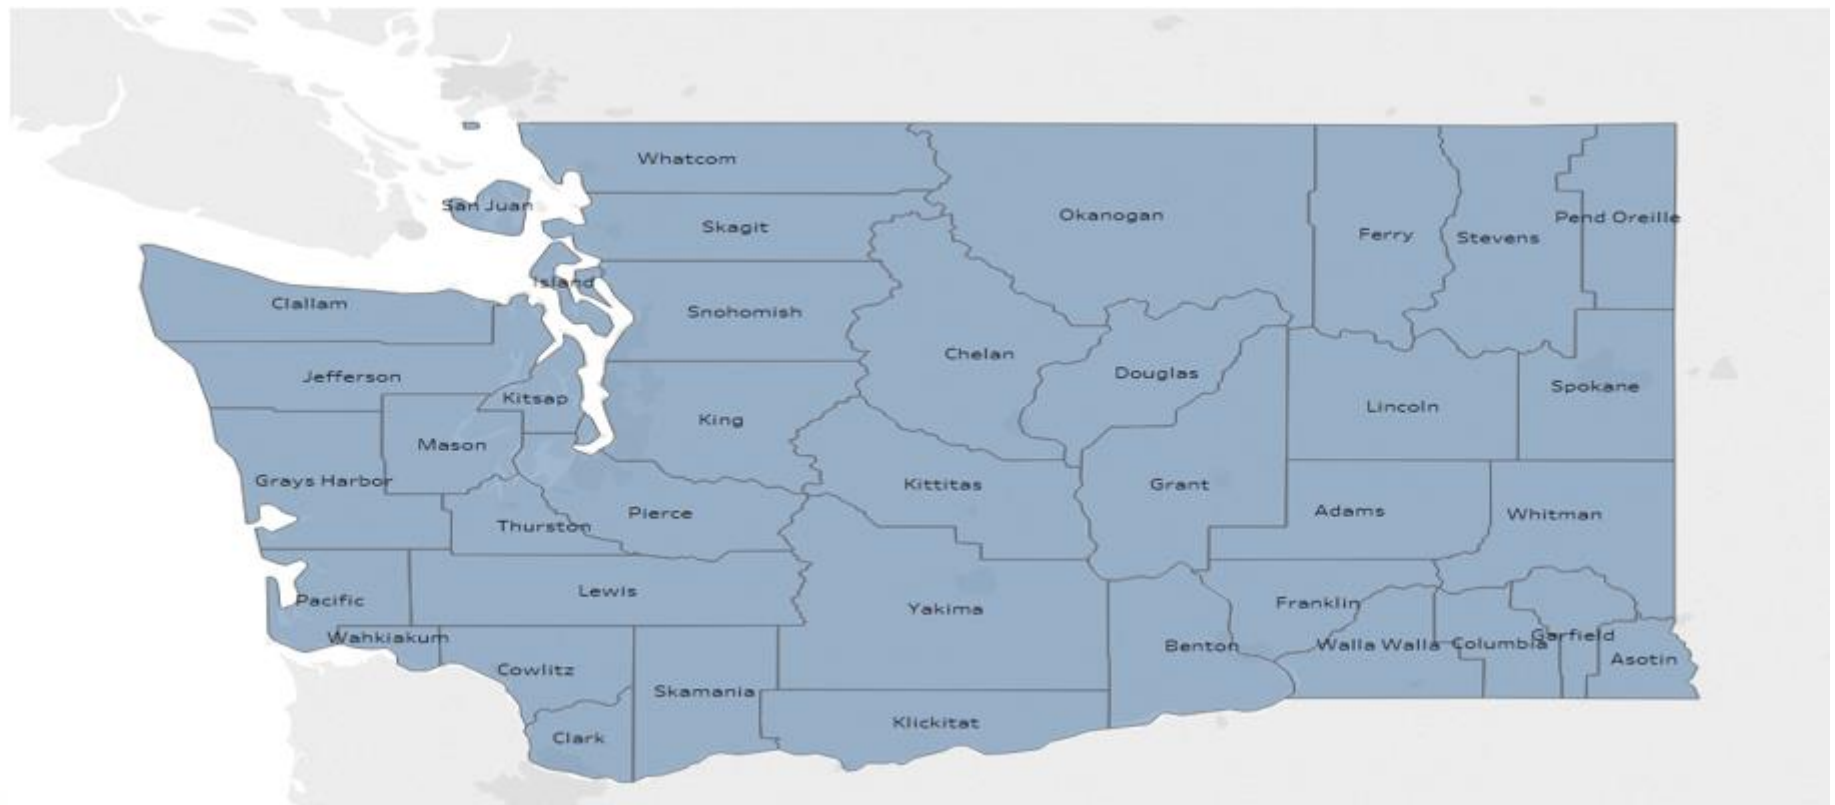 Whatcom
San Juan
Skagit
Okanogan
Pend Oreille
Ferry
Stevens
Island
Clallam
Snohomish
Chelan
Douglas
Jefferson
Spokane
Kitsap
Lincoln
King
Mason
Grays Harbor
Kittitas
Grant
Pierce
Adams
Whitman
Thurston
Lewis
Pacific
Yakima
Franklin
Wahkiakum
Garfield
Benton
Walla Walla
Columbia
Asotin
Cowlitz
Skamania
Klickitat
Clark